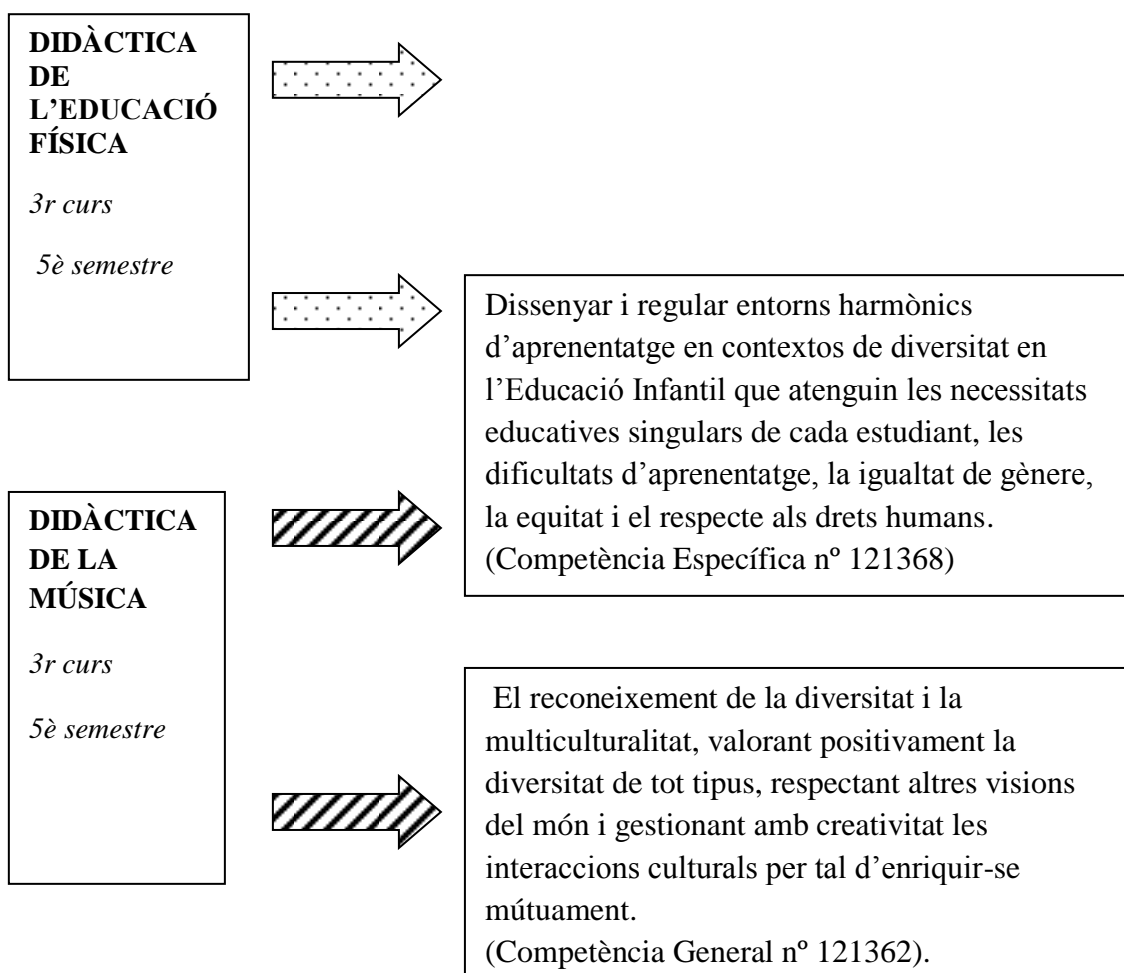 DIDÀCTICA
DE
L’EDUCACIÓ
FÍSICA
3r curs
5è semestre
Dissenyar i regular entorns harmònics
d’aprenentatge en contextos de diversitat en
l’Educació Infantil que atenguin les necessitats
educatives singulars de cada estudiant, les
dificultats d’aprenentatge, la igualtat de gènere,
la equitat i el respecte als drets humans.
(Competència Específica nº 121368)
DIDÀCTICA
DE LA
MÚSICA
3r curs
5è semestre
El reconeixement de la diversitat i la
multiculturalitat, valorant positivament la
diversitat de tot tipus, respectant altres visions
del món i gestionant amb creativitat les
interaccions culturals per tal d’enriquir-se
mútuament.
(Competència General nº 121362).